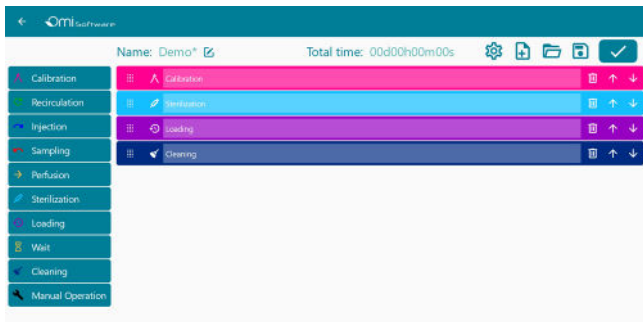 Omi Software
Name: Demo* Total time: 00d00h00m00s
Calibration
Recirculation
Injection
Sampling
Perfusion
Sterilization
Loading
Wait
Cleaning
Manual Operation
Calibration
Sterilization
Loading
Cleaning